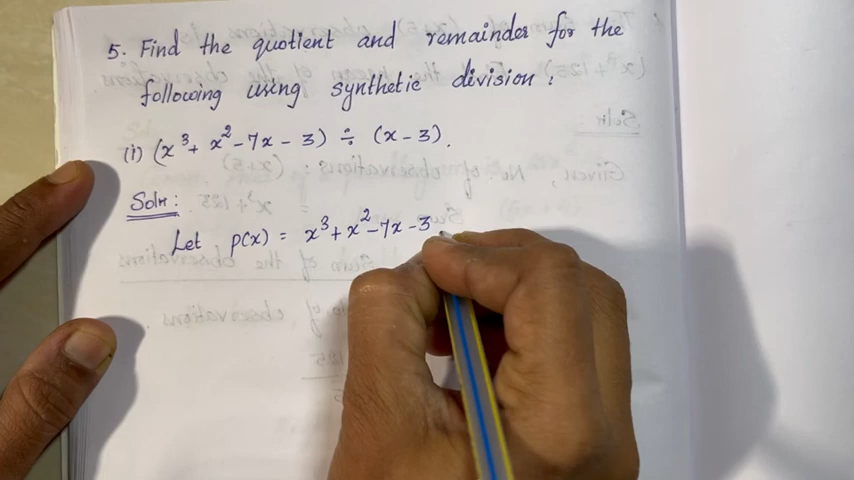 5. Find the quotient and remainder for the
following using synthetic division:
(i) (x³ + x² - 7x - 3) ÷ (x - 3).
Soln:
Let p(x) = x³ + x² - 7x - 3